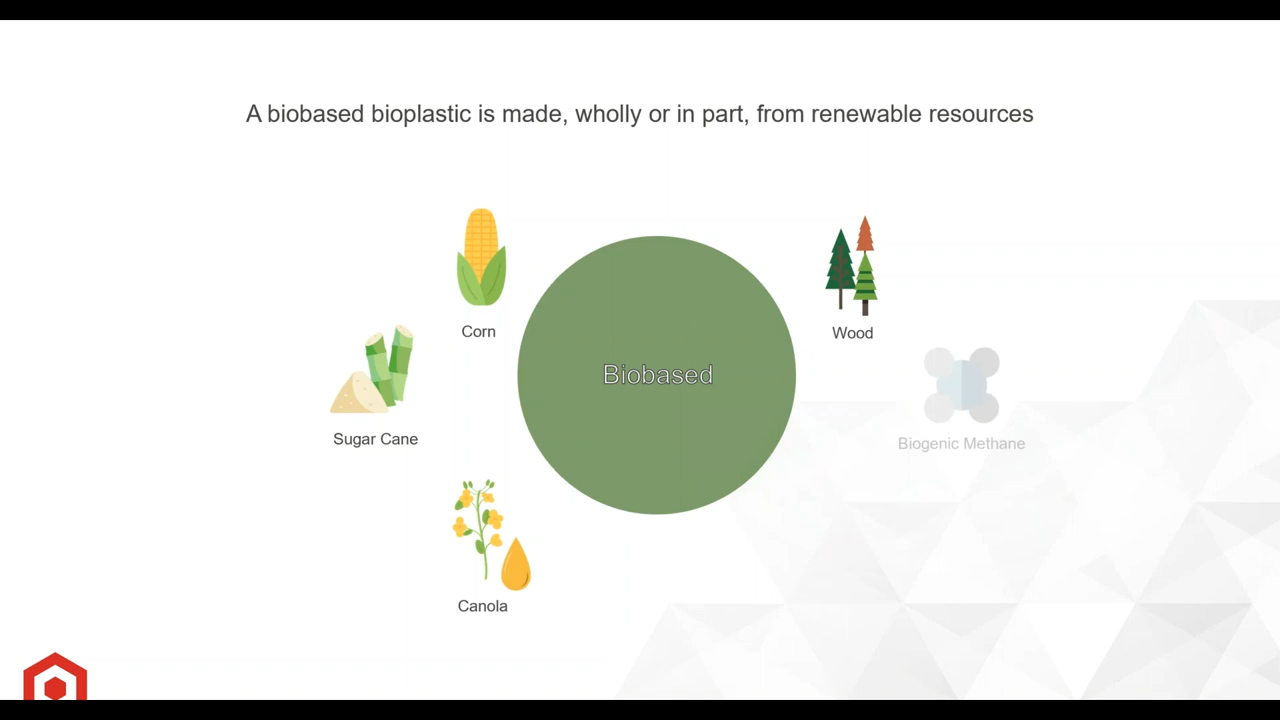 A biobased bioplastic is made, wholly or in part, from renewable resources
Corn
Wood
Biobased
Sugar Cane
Biogenic Methane
Canola